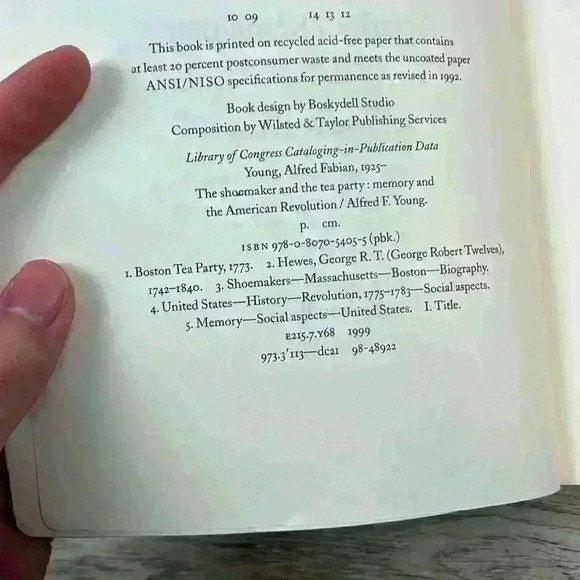 10 09 14 13 12
This book is printed on recycled acid-free paper that contains
at least 20 percent postconsumer waste and meets the uncoated paper
ANSI/NISO specifications for permanence as revised in 1992.
Book design by Boskydell Studio
Composition by Wilsted & Taylor Publishing Services
Library of Congress Cataloging-in-Publication Data
Young, Alfred Fabian, 1925–
The shoemaker and the tea party : memory and
the American Revolution / Alfred F. Young.
p. cm.
ISBN 978-0-8070-5405-5 (pbk.)
1. Boston Tea Party, 1773. 2. Hewes, George R. T. (George Robert Twelves),
1742–1840. 3. Shoemakers—Massachusetts—Boston—Biography.
4. United States—History—Revolution, 1775–1783—Social aspects.
5. Memory—Social aspects—United States. I. Title.
E215.7.Y68 1999
973.3'113—dc21 98-48922